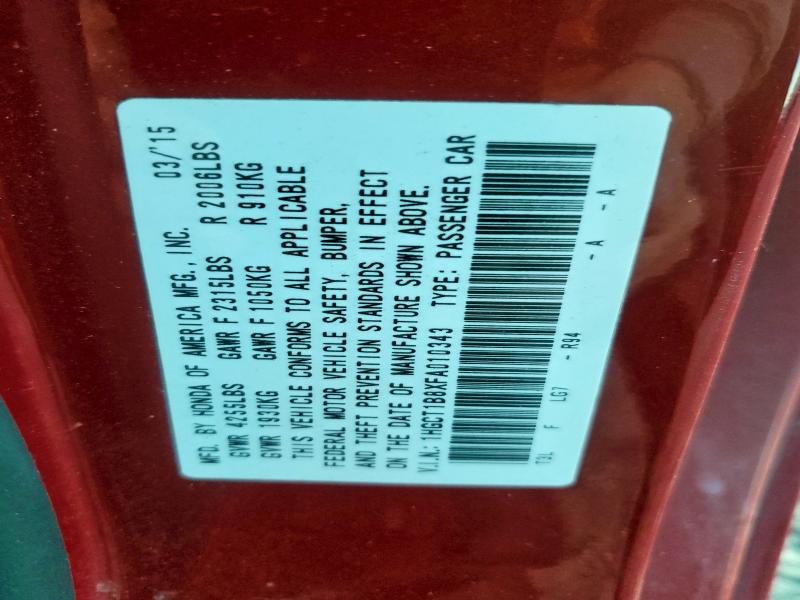 MFD. BY HONDA OF AMERICA MFG., INC. 03/'15
GVWR 4255LBS GAWR F 2315LBS R 2006LBS
GVWR 1930KG GAWR F 1050KG R 910KG
THIS VEHICLE CONFORMS TO ALL APPLICABLE
FEDERAL MOTOR VEHICLE SAFETY, BUMPER,
AND THEFT PREVENTION STANDARDS IN EFFECT
ON THE DATE OF MANUFACTURE SHOWN ABOVE.
V.I.N.: 1HGCT1B8XFA010343 TYPE: PASSENGER CAR
T3L F LG7 - R94 - A - A